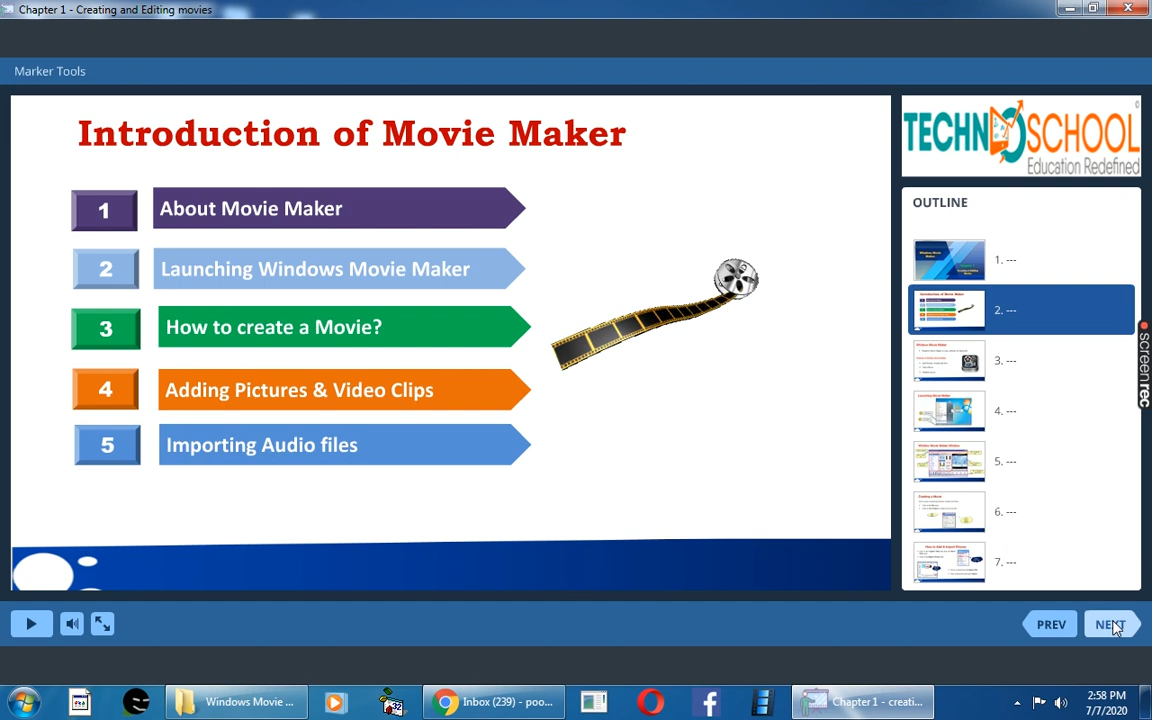 Chapter 1 - Creating and Editing movies
Marker Tools
Introduction of Movie Maker
1 About Movie Maker
2 Launching Windows Movie Maker
3 How to create a Movie?
4 Adding Pictures & Video Clips
5 Importing Audio files
TECHNOSCHOOL
©
Education Redefined
OUTLINE
1. ---
2. ---
3. ---
4. ---
5. ---
6. ---
7. ---
screenrec
PREV
NEXT
Windows Movie ...
Inbox (239) - poo...
Chapter 1 - creati...
2:58 PM
7/7/2020